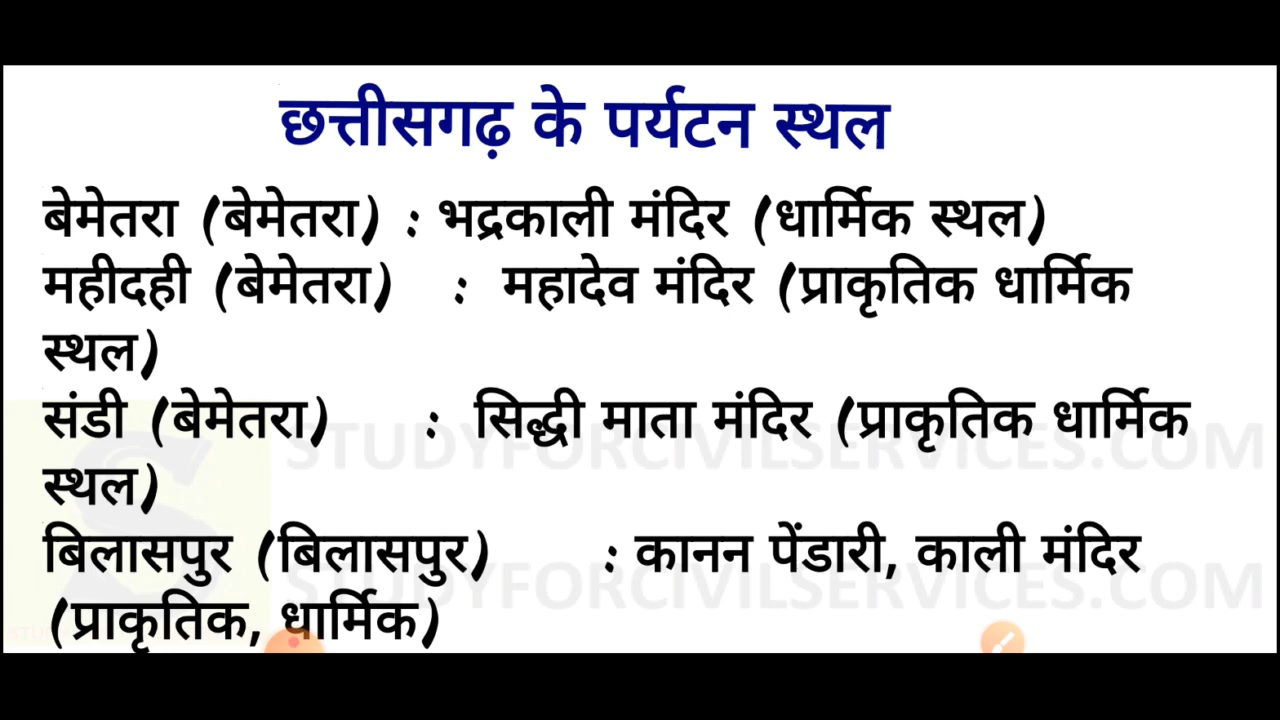 छत्तीसगढ़ के पर्यटन स्थल
बेमेतरा (बेमेतरा) : भद्रकाली मंदिर (धार्मिक स्थल)
महीदही (बेमेतरा) : महादेव मंदिर (प्राकृतिक धार्मिक
स्थल)
संडी (बेमेतरा) : सिद्धी माता मंदिर (प्राकृतिक धार्मिक
STUDYFORCIVILSERVICES.COM
स्थल)
बिलासपुर (बिलासपुर) : कानन पेंडारी, काली मंदिर
STUDYFORCIVILSERVICES.COM
(प्राकृतिक, धार्मिक)